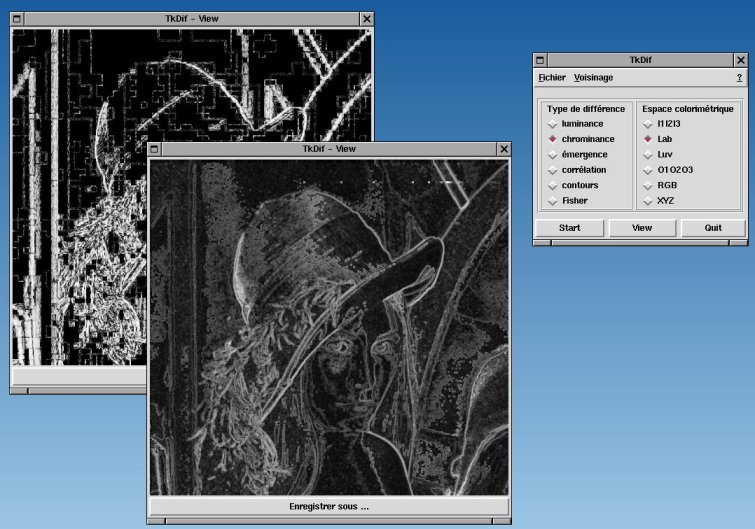 TkDif - View
TkDif - View
Enregistrer sous ...
TkDif
Fichier Voisinage ?
Type de différence
luminance
chrominance
émergence
corrélation
contours
Fisher
Espace colorimétrique
I1I2I3
Lab
Luv
O1O2O3
RGB
XYZ
Start View Quit